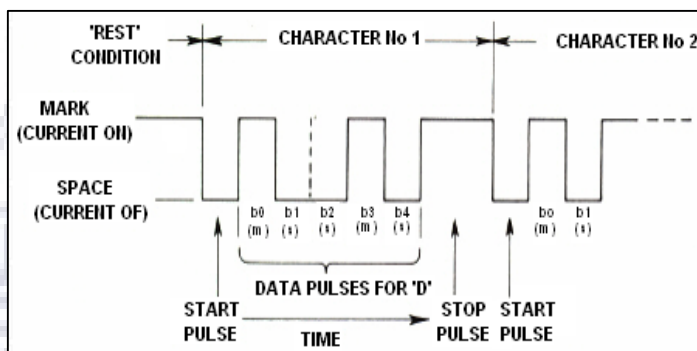 'REST' CONDITION
CHARACTER No 1
CHARACTER No 2
MARK
(CURRENT ON)
SPACE
(CURRENT OF)
b0 b1 b2 b3 b4 bo b1
(m) (s) (s) (m) (s) (m) (s)
DATA PULSES FOR 'D'
START PULSE
TIME
STOP PULSE
START PULSE